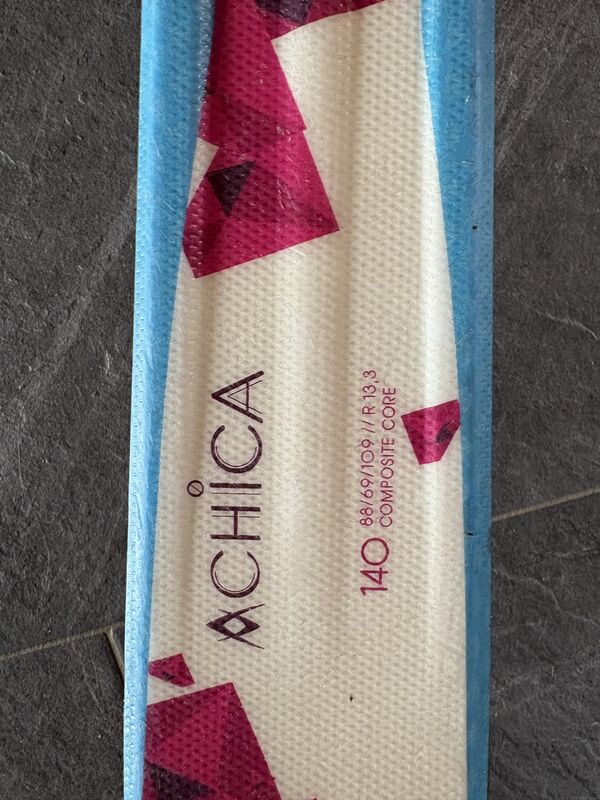 ACHICA
140 88/69/109 // R 13,3
COMPOSITE CORE